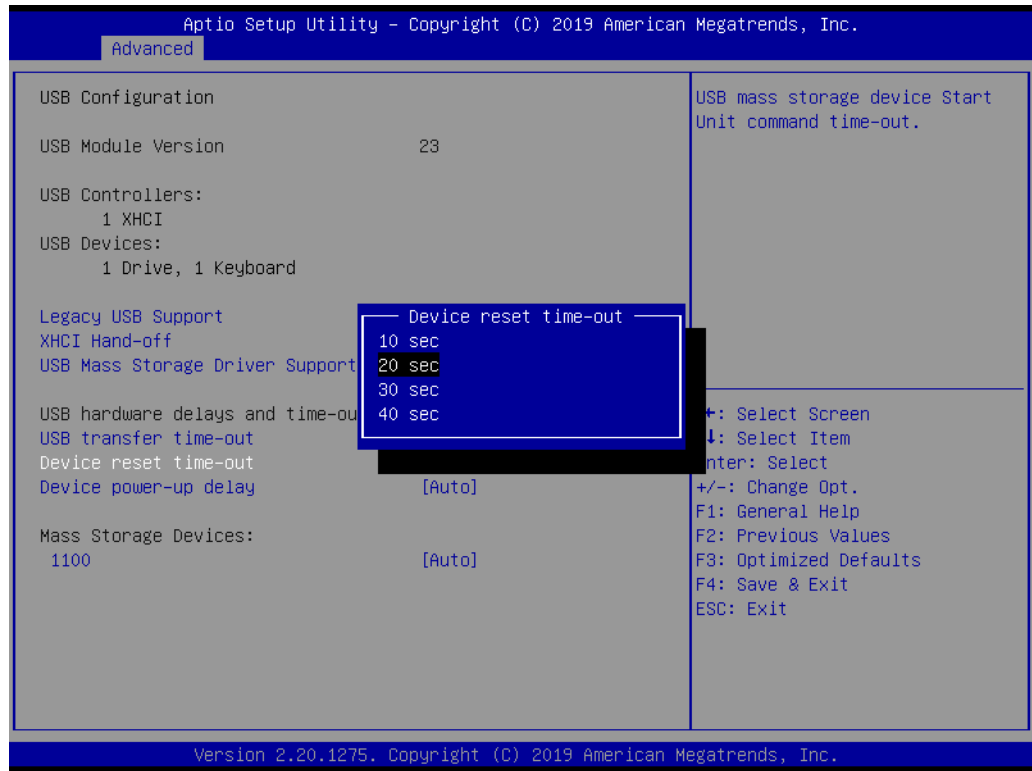 Aptio Setup Utility – Copyright (C) 2019 American Megatrends, Inc.
Advanced
USB Configuration
USB Module Version 23
USB Controllers:
1 XHCI
USB Devices:
1 Drive, 1 Keyboard
Legacy USB Support
XHCI Hand-off
USB Mass Storage Driver Support
USB hardware delays and
USB transfer time-out
Device reset time-out
Device power-up delay [Auto]
Mass Storage Devices:
1100 [Auto]
Device reset time-out
10 sec
20 sec
30 sec
40 sec
USB mass storage device Start
Unit command time-out.
: Select Screen
: Select Item
: Select
+/-: Change Opt.
F1: General Help
F2: Previous Values
F3: Optimized Defaults
F4: Save & Exit
ESC: Exit
Version 2.20.1275. Copyright (C) 2019 American Megatrends, Inc.